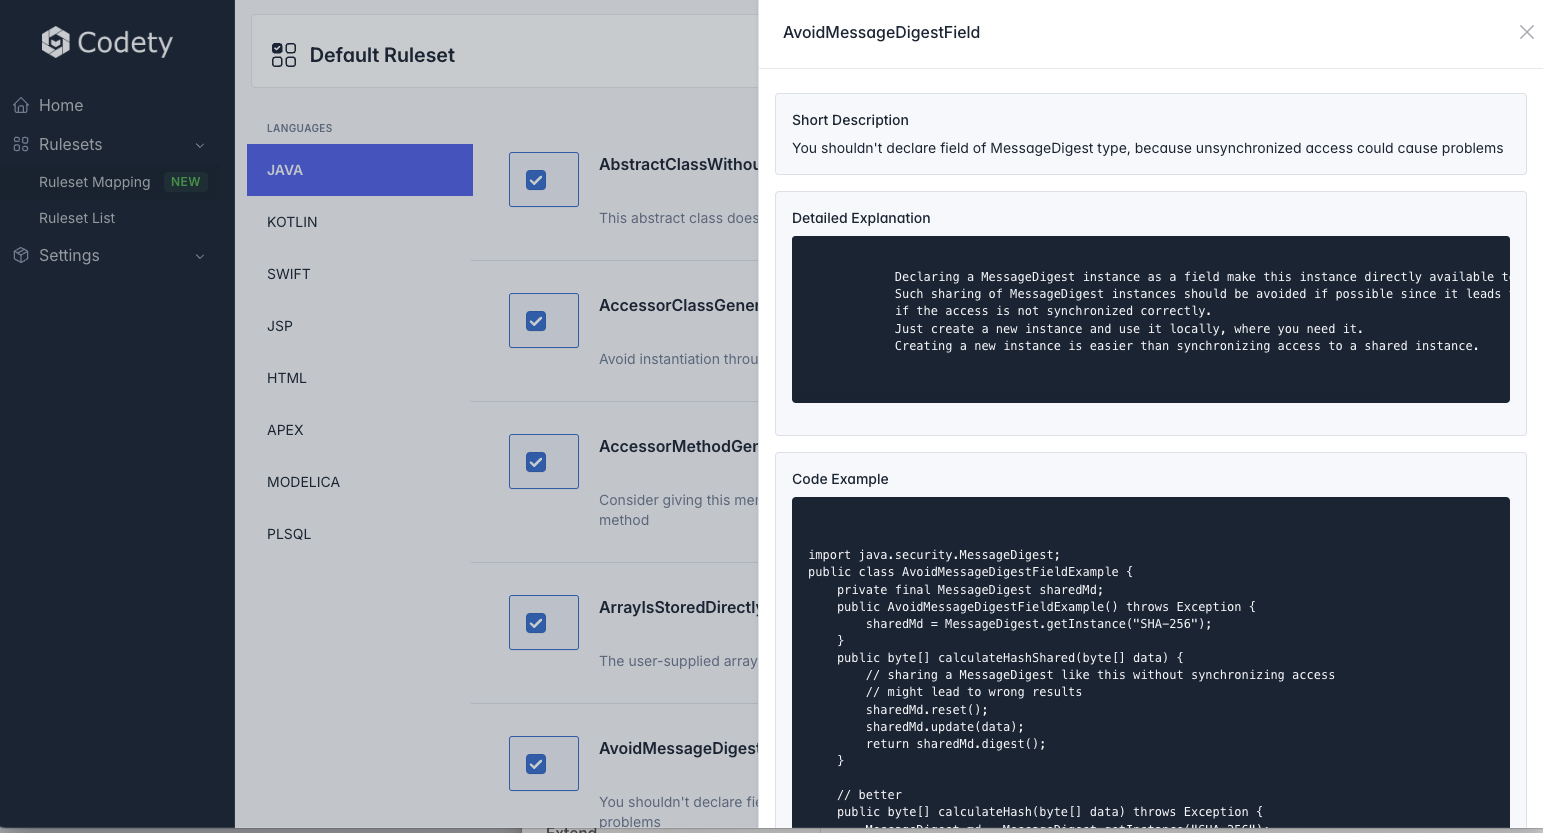 Codety
Home
Rulesets
Ruleset Mapping NEW
Ruleset List
Settings
Default Ruleset
LANGUAGES
JAVA
KOTLIN
SWIFT
JSP
HTML
APEX
MODELICA
PLSQL
AbstractClassWithou
This abstract class does
AccessorClassGener
Avoid instantiation throu
AccessorMethodGen
Consider giving this mem
method
ArrayIsStoredDirectly
The user-supplied array
AvoidMessageDigest
You shouldn't declare fie
problems
AvoidMessageDigestField
Short Description
You shouldn't declare field of MessageDigest type, because unsynchronized access could cause problems
Detailed Explanation
Declaring a MessageDigest instance as a field make this instance directly available to
Such sharing of MessageDigest instances should be avoided if possible since it leads
if the access is not synchronized correctly.
Just create a new instance and use it locally, where you need it.
Creating a new instance is easier than synchronizing access to a shared instance.
Code Example
import java.security.MessageDigest;
public class AvoidMessageDigestFieldExample {
private final MessageDigest sharedMd;
public AvoidMessageDigestFieldExample() throws Exception {
sharedMd = MessageDigest.getInstance("SHA-256");
}
public byte[] calculateHashShared(byte[] data) {
// sharing a MessageDigest like this without synchronizing access
// might lead to wrong results
sharedMd.reset();
sharedMd.update(data);
return sharedMd.digest();
}
// better
public byte[] calculateHash(byte[] data) throws Exception {